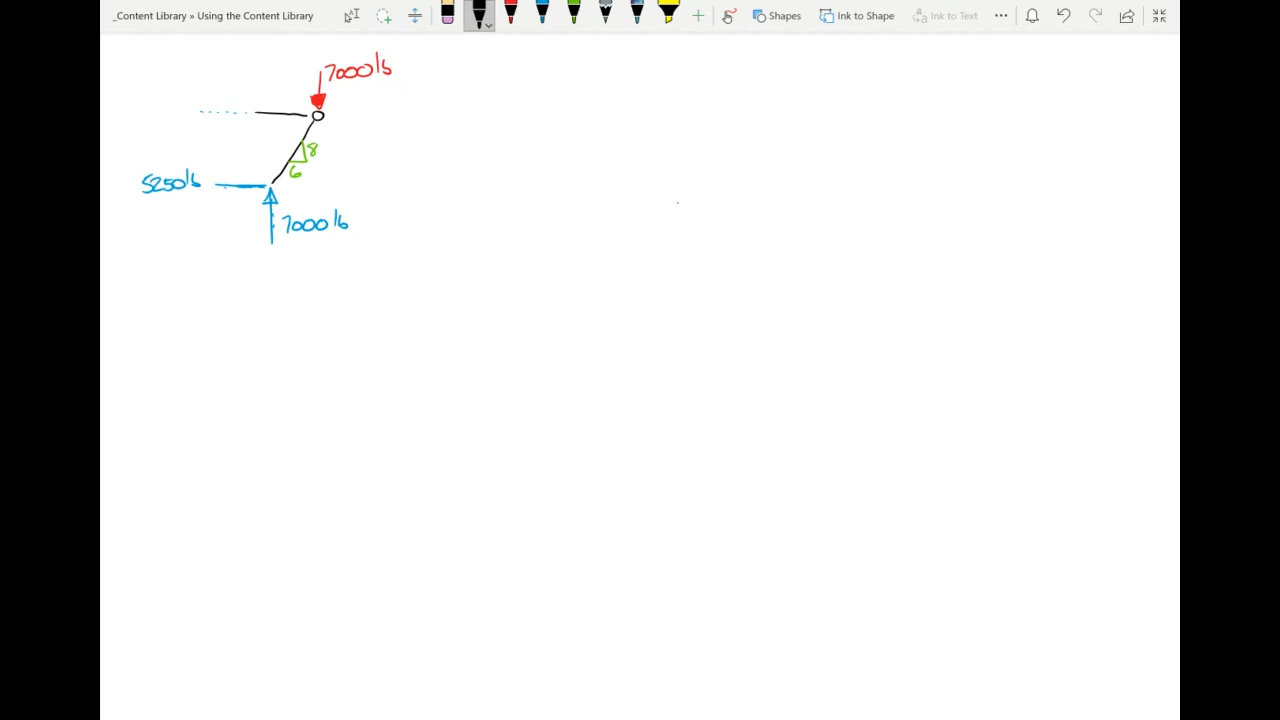 _Content Library » Using the Content Library
Shapes
Ink to Shape
Ink to Text
7000 lb
8
6
5250 lb
7000 lb